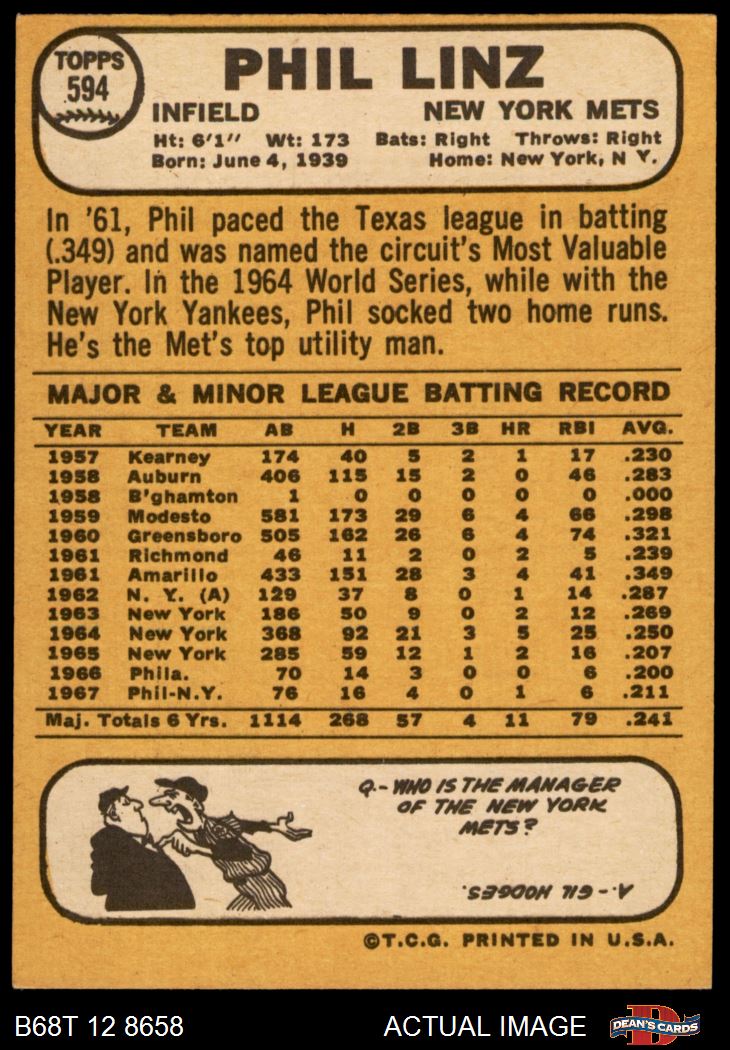 TOPPS
594
PHIL LINZ
INFIELD NEW YORK METS
Ht: 6'1" Wt: 173 Bats: Right Throws: Right
Born: June 4, 1939 Home: New York, N Y.
In '61, Phil paced the Texas league in batting
(.349) and was named the circuit's Most Valuable
Player. In the 1964 World Series, while with the
New York Yankees, Phil socked two home runs.
He's the Met's top utility man.
MAJOR & MINOR LEAGUE BATTING RECORD
YEAR TEAM AB H 2B 3B HR RBI AVG.
1957 Kearney 174 40 5 2 1 17 .230
1958 Auburn 406 115 15 2 0 46 .283
1958 B'ghamton 1 0 0 0 0 0 .000
1959 Modesto 581 173 29 6 4 66 .298
1960 Greensboro 505 162 26 6 4 74 .321
1961 Richmond 46 11 2 0 2 5 .239
1961 Amarillo 433 151 28 3 4 41 .349
1962 N. Y. (A) 129 37 8 0 1 14 .287
1963 New York 186 50 9 0 2 12 .269
1964 New York 368 92 21 3 5 25 .250
1965 New York 285 59 12 1 2 16 .207
1966 Phila. 70 14 3 0 0 6 .200
1967 Phil-N.Y. 76 16 4 0 1 6 .211
Maj. Totals 6 Yrs. 1114 268 57 4 11 79 .241
Q.- WHO IS THE MANAGER
OF THE NEW YORK
METS?
A.- GIL HODGES.
©T.C.G. PRINTED IN U.S.A.
B68T 12 8658 ACTUAL IMAGE D DEAN'S CARDS